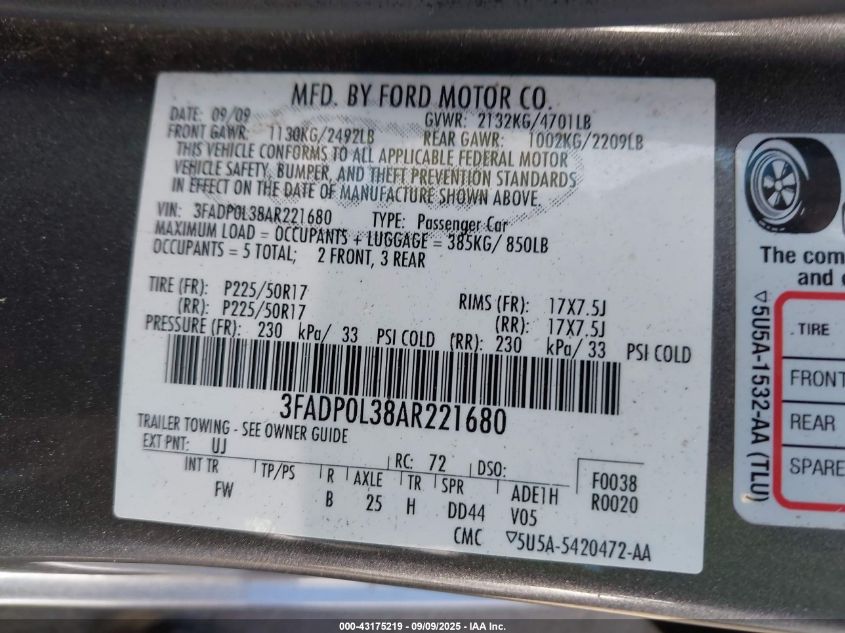 MFD. BY FORD MOTOR CO.
DATE: 09/09 GVWR: 2132KG/4701LB
FRONT GAWR: 1130KG/2492LB REAR GAWR: 1002KG/2209LB
THIS VEHICLE CONFORMS TO ALL APPLICABLE FEDERAL MOTOR
VEHICLE SAFETY, BUMPER, AND THEFT PREVENTION STANDARDS
IN EFFECT ON THE DATE OF MANUFACTURE SHOWN ABOVE.
VIN: 3FADP0L38AR221680 TYPE: Passenger Car
MAXIMUM LOAD = OCCUPANTS + LUGGAGE = 385KG/ 850LB
OCCUPANTS = 5 TOTAL; 2 FRONT, 3 REAR
TIRE (FR): P225/50R17 RIMS (FR): 17X7.5J
(RR): P225/50R17 (RR): 17X7.5J
PRESSURE (FR): 230 kPa/ 33 PSI COLD (RR): 230 kPa/ 33 PSI COLD
3FADP0L38AR221680
TRAILER TOWING - SEE OWNER GUIDE
EXT PNT: UJ RC: 72 DSO: F0038
INT TR TP/PS R AXLE TR SPR ADE1H R0020
FW B 25 H DD44 V05
CMC ▽5U5A-5420472-AA
The com
and
▽5U5A-1532-AA (TLU)
TIRE
FRONT
REAR
SPARE
000-43175219 - 09/09/2025 - IAA Inc.